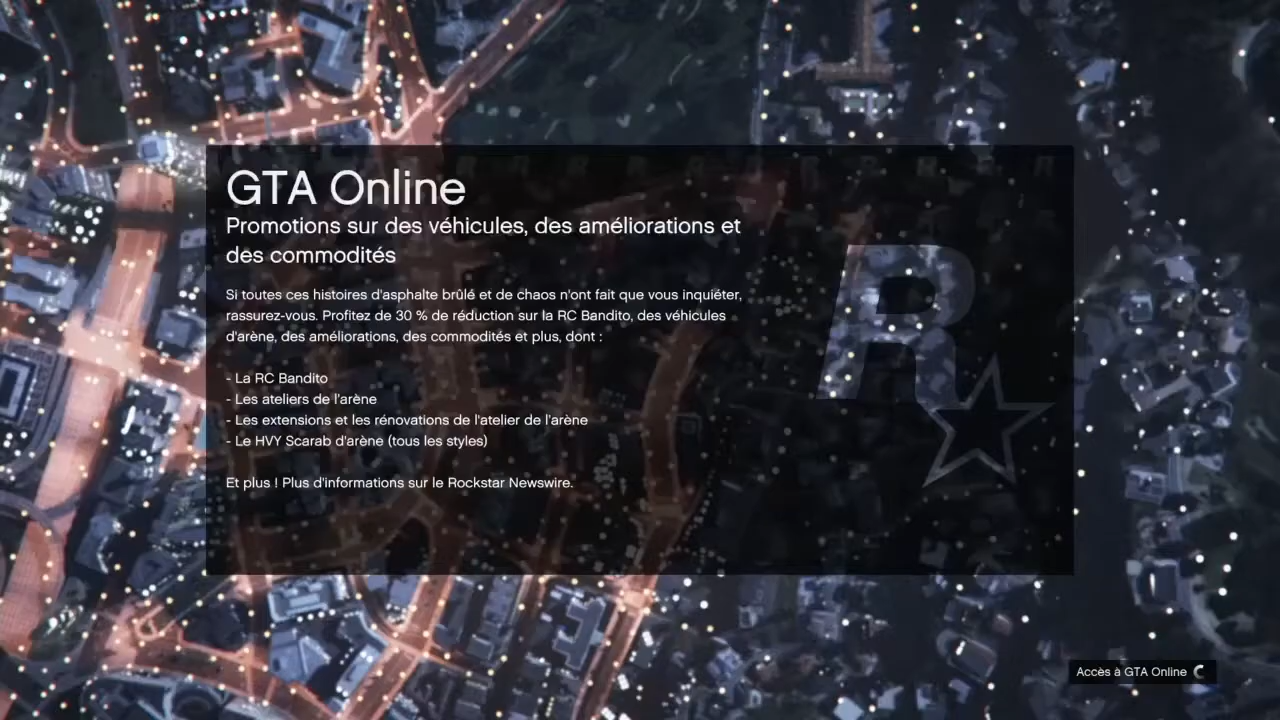 GTA Online
Promotions sur des véhicules, des améliorations et
des commodités
Si toutes ces histoires d'asphalte brûlé et de chaos n'ont fait que vous inquiéter,
rassurez-vous. Profitez de 30 % de réduction sur la RC Bandito, des véhicules
d'arène, des améliorations, des commodités et plus, dont :
- La RC Bandito
- Les ateliers de l'arène
- Les extensions et les rénovations de l'atelier de l'arène
- Le HVY Scarab d'arène (tous les styles)
Et plus ! Plus d'informations sur le Rockstar Newswire.
R
Accès à GTA Online